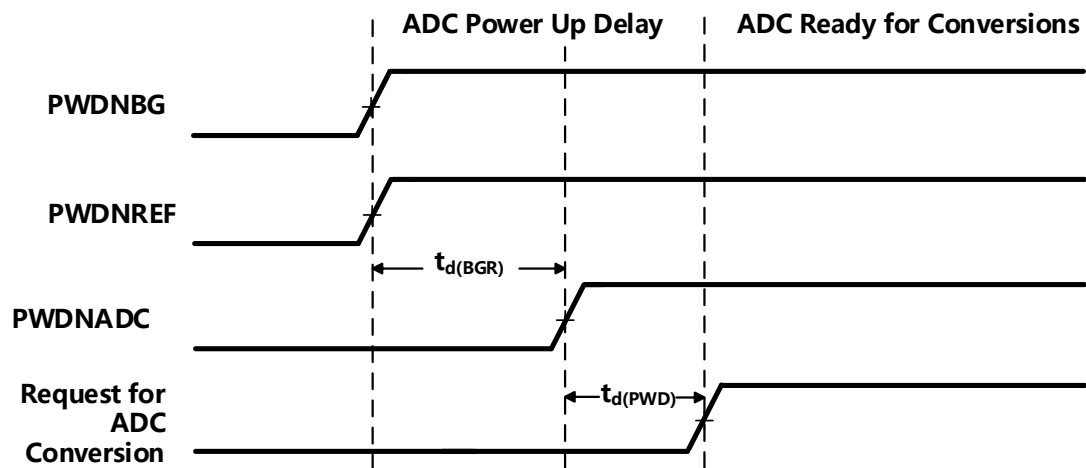 ADC Power Up Delay
ADC Ready for Conversions
PWDNBG
PWDNREF
td(BGR)
PWDNADC
td(PWD)
Request for
ADC
Conversion